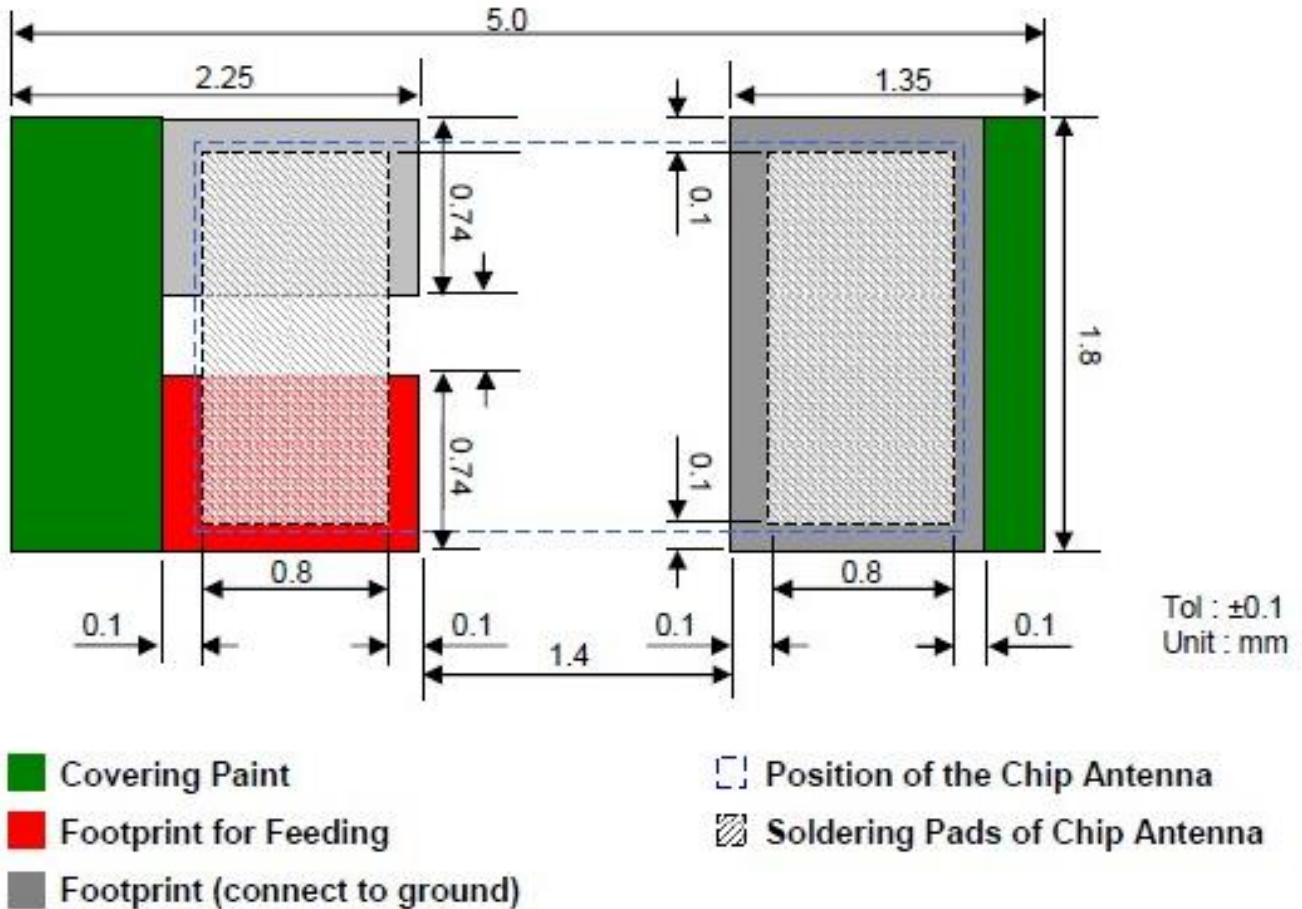 5.0
2.25
1.35
0.74
0.1
1.8
0.74
0.1
0.8
0.8
0.1
0.1
0.1
0.1
1.4
Tol : ±0.1
Unit : mm
Covering Paint
Position of the Chip Antenna
Footprint for Feeding
Soldering Pads of Chip Antenna
Footprint (connect to ground)